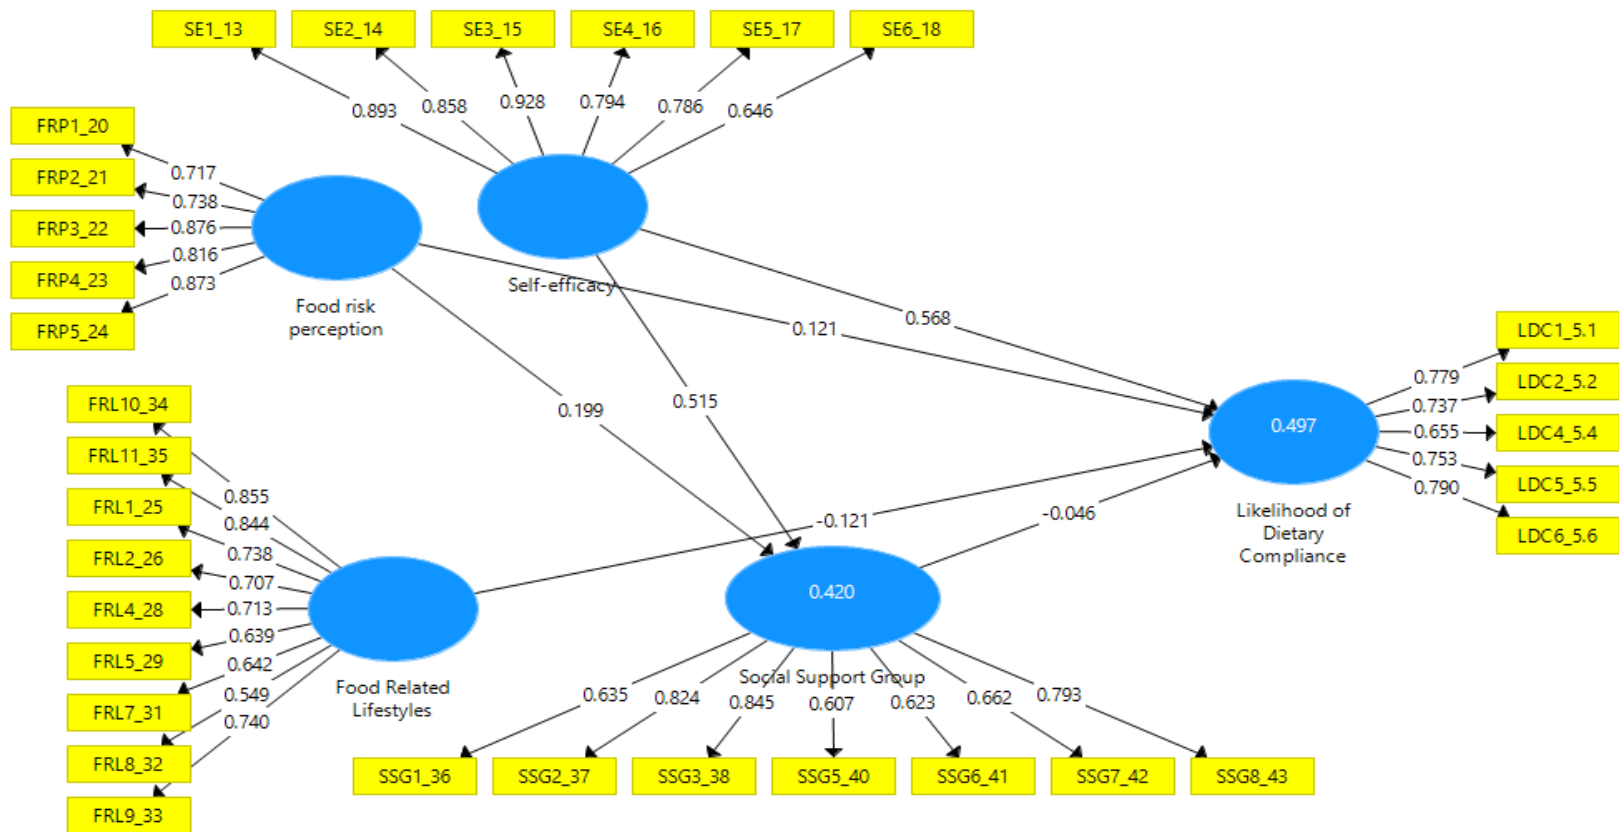 SE1_13
SE2_14
SE3_15
SE4_16
SE5_17
SE6_18
0.893
0.858
0.928
0.794
0.786
0.646
FRP1_20
FRP2_21
FRP3_22
FRP4_23
FRP5_24
0.717
0.738
0.876
0.816
0.873
Food risk
perception
Self-efficacy
0.568
0.121
0.199
0.515
-0.121
-0.046
FRL10_34
FRL11_35
FRL1_25
FRL2_26
FRL4_28
FRL5_29
FRL7_31
FRL8_32
FRL9_33
0.855
0.844
0.738
0.707
0.713
0.639
0.642
0.549
0.740
Food Related
Lifestyles
0.420
Social Support Group
0.635
0.824
0.845
0.607
0.623
0.662
0.793
SSG1_36
SSG2_37
SSG3_38
SSG5_40
SSG6_41
SSG7_42
SSG8_43
0.497
Likelihood of
Dietary
Compliance
0.779
0.737
0.655
0.753
0.790
LDC1_5.1
LDC2_5.2
LDC4_5.4
LDC5_5.5
LDC6_5.6